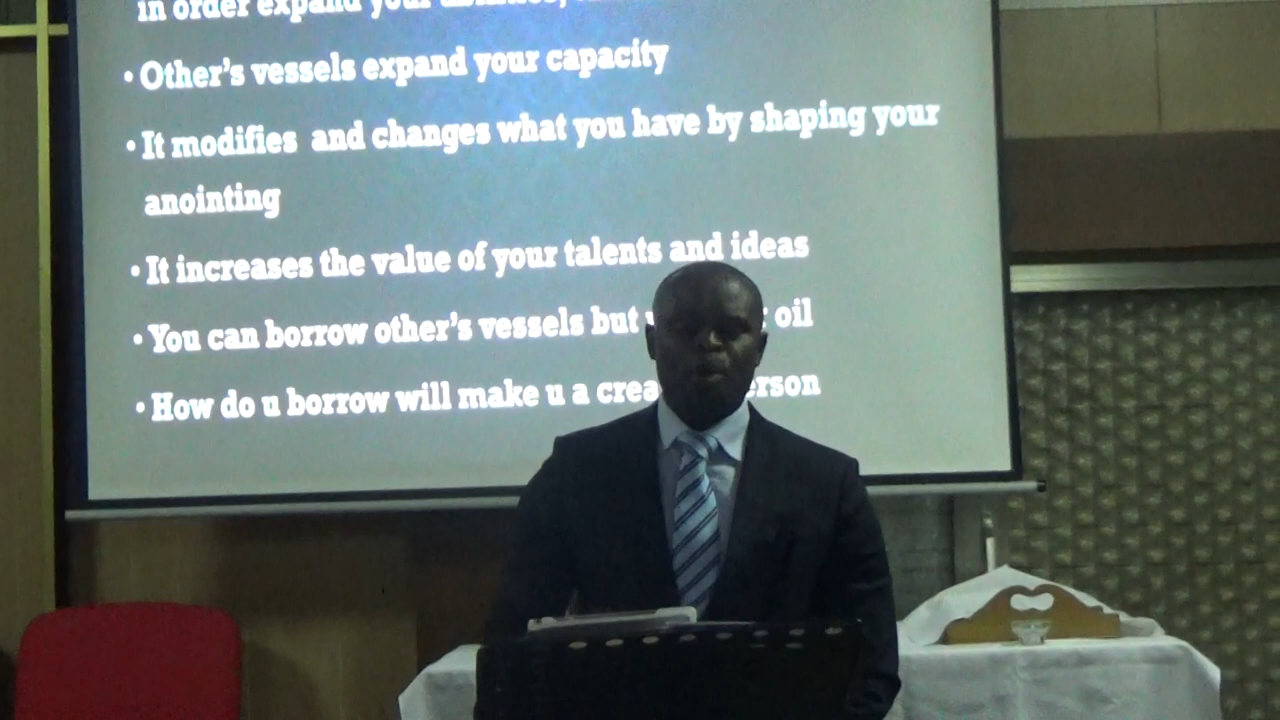 in order expand your abilities,
• Other's vessels expand your capacity
• It modifies and changes what you have by shaping your
anointing
• It increases the value of your talents and ideas
• You can borrow other's vessels but oil
• How do u borrow will make u a